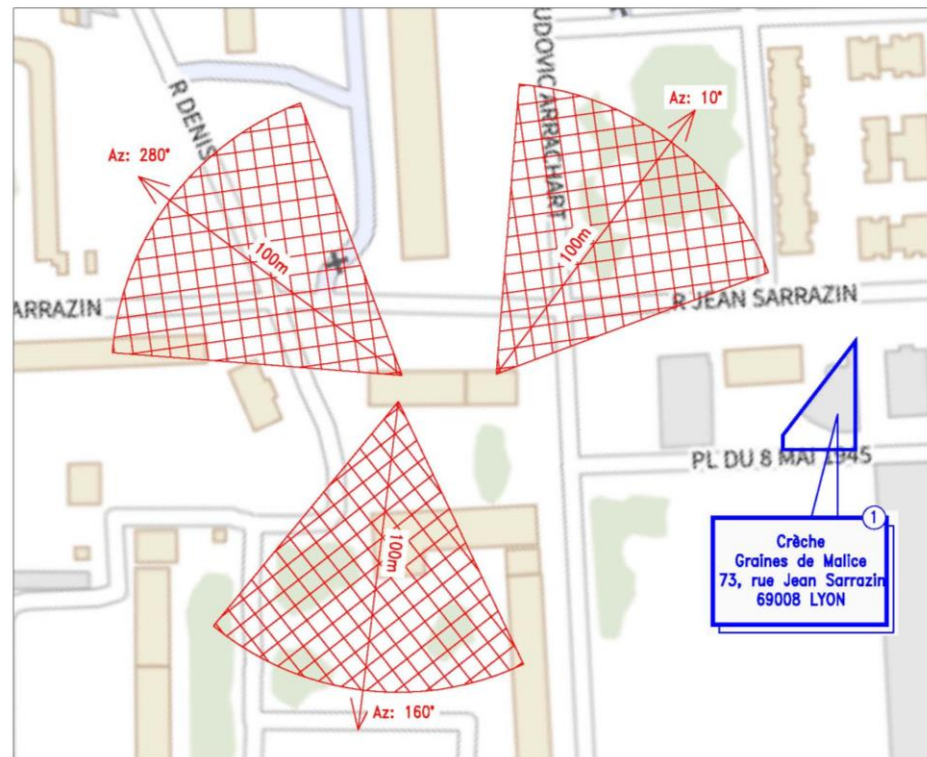 R DENIS
UDOVIC ARRACHART
Az: 10°
Az: 280°
100m
100m
ARRAZIN
R JEAN SARRAZIN
PL DU 8 MAI 1945
1
Crèche
Graines de Malice
73, rue Jean Sarrazin
69008 LYON
100m
Az: 160°